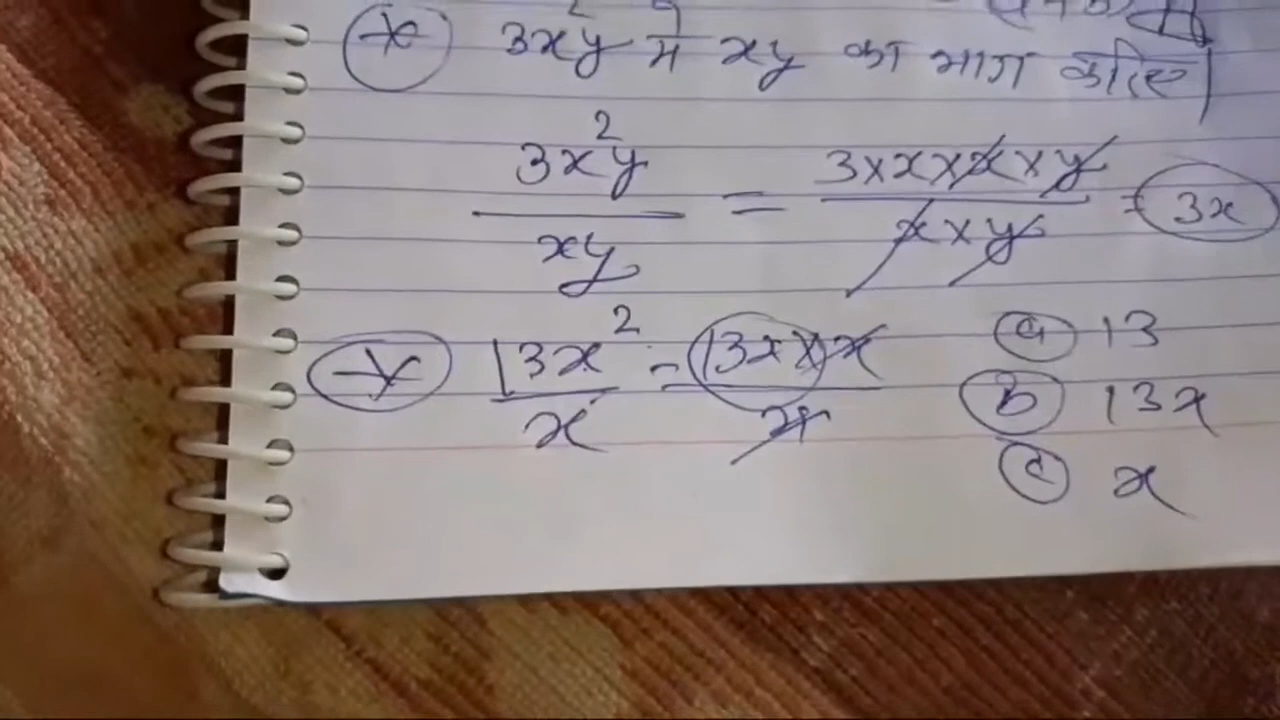 3x²y में xy का भाग दीजिए।
3x²y / xy = 3×x×x×y / x×y = 3x
13x² / x = 13×x×x / x
(a) 13
(b) 13x
(c) x